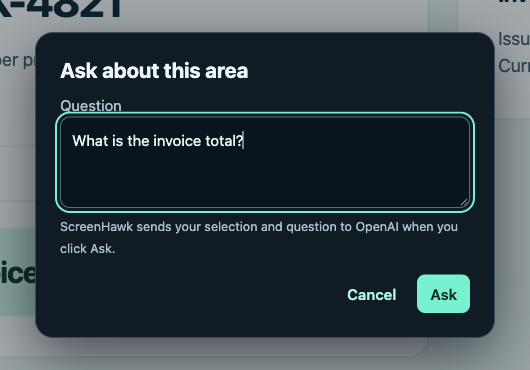 -4821
Ask about this area
Question
What is the invoice total?
ScreenHawk sends your selection and question to OpenAI when you
click Ask.
Cancel
Ask